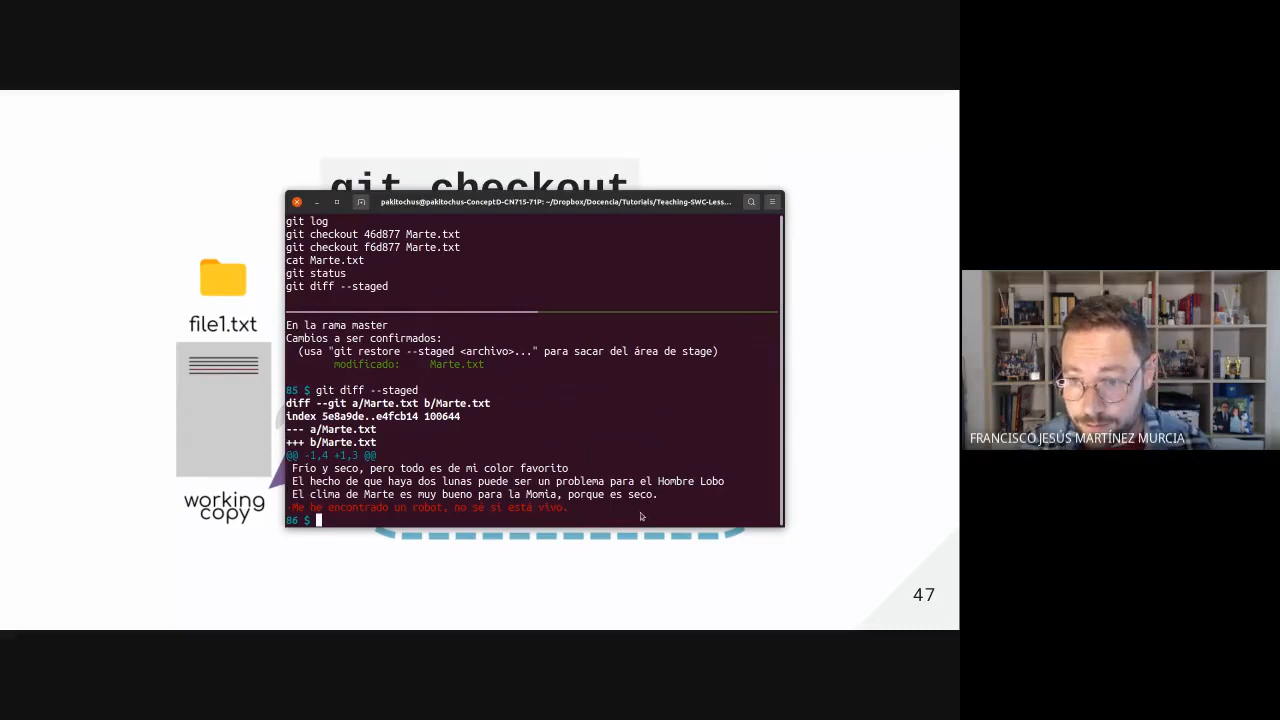 git checkout
pakitochus@pakitochus-ConceptD-CN715-71P: ~/Dropbox/Docencia/Tutorials/Teaching-SWC-Less...
git log
git checkout 46d877 Marte.txt
git checkout f6d877 Marte.txt
cat Marte.txt
git status
git diff --staged
En la rama master
Cambios a ser confirmados:
(usa "git restore --staged <archivo>..." para sacar del área de stage)
modificado: Marte.txt
85 $ git diff --staged
diff --git a/Marte.txt b/Marte.txt
index 5e8a9de..e4fcb14 100644
--- a/Marte.txt
+++ b/Marte.txt
@@ -1,4 +1,3 @@
Frío y seco, pero todo es de mi color favorito
El hecho de que haya dos lunas puede ser un problema para el Hombre Lobo
El clima de Marte es muy bueno para la Momia, porque es seco.
-Me he encontrado un robot, no sé si está vivo.
86 $
file1.txt
working
copy
47
FRANCISCO JESÚS MARTÍNEZ MURCIA